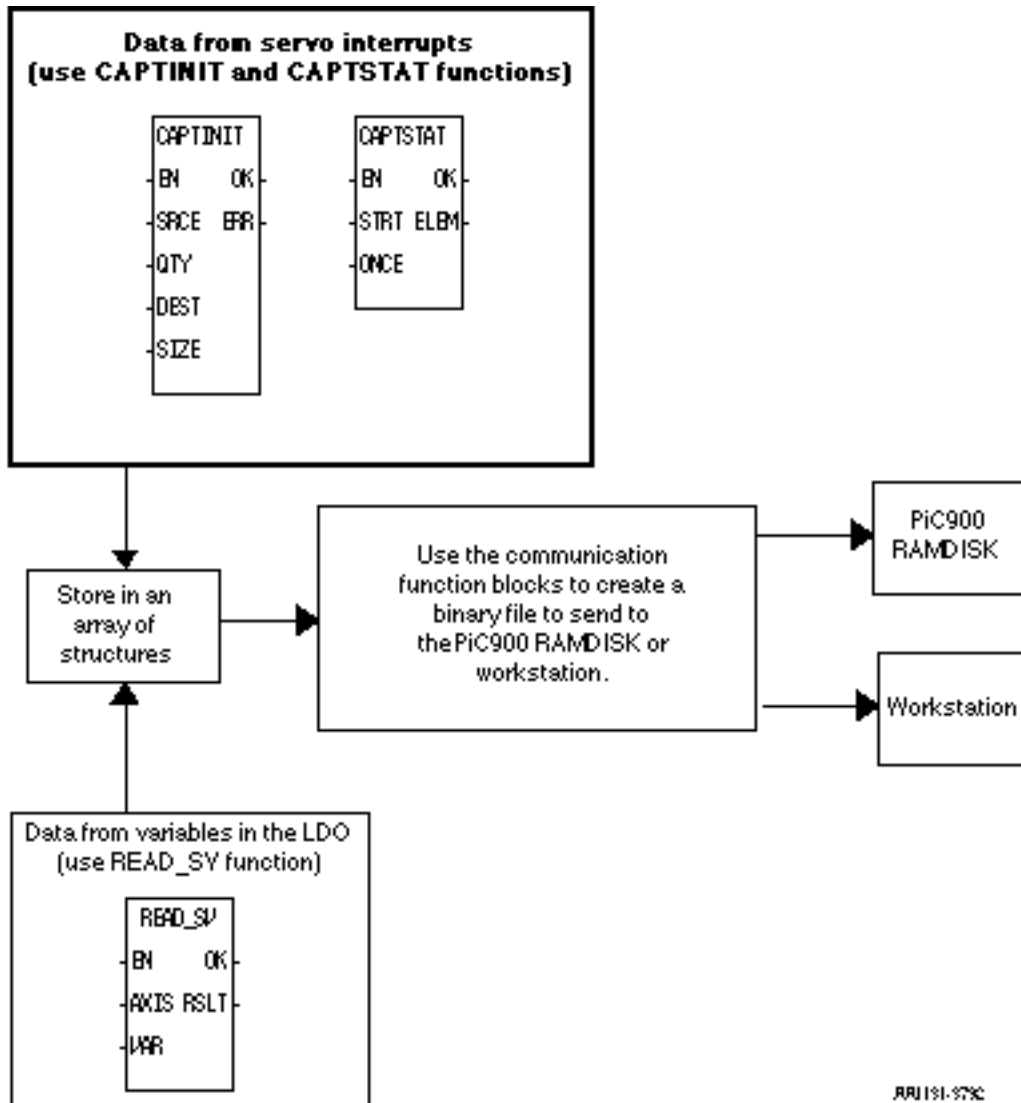 Data from servo interrupts
(use CAPTINIT and CAPTSTAT functions)
CAPTINIT
EN OK
SRCE ERR
QTY
DEST
SIZE
CAPTSTAT
EN OK
STRT ELEM
ONCE
Store in an
array of
structures
Use the communication
function blocks to create a
binary file to send to
the PiC900 RAMDISK or
workstation.
PiC900
RAMDISK
Workstation
Data from variables in the LDO
(use READ_SY function)
READ_SV
EN OK
AXIS RSLT
VAR